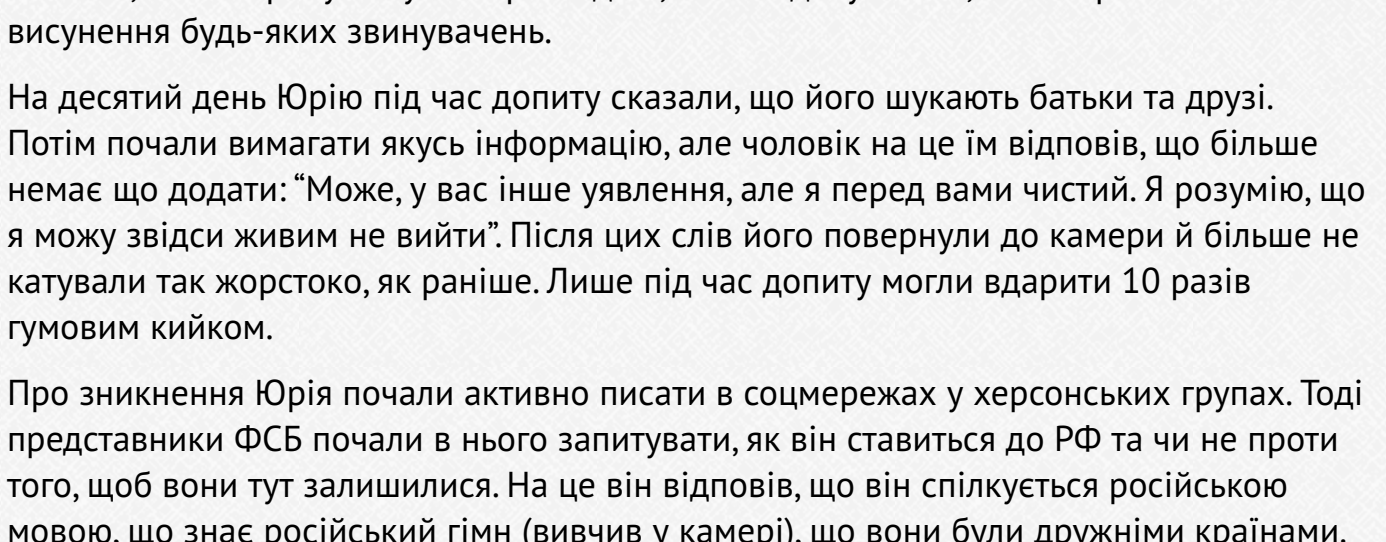 висунення будь-яких звинувачень.
На десятий день Юрію під час допиту сказали, що його шукають батьки та друзі.
Потім почали вимагати якусь інформацію, але чоловік на це їм відповів, що більше
немає що додати: “Може, у вас інше уявлення, але я перед вами чистий. Я розумію, що
я можу звідси живим не вийти”. Після цих слів його повернули до камери й більше не
катували так жорстоко, як раніше. Лише під час допиту могли вдарити 10 разів
гумовим кийком.
Про зникнення Юрія почали активно писати в соцмережах у херсонських групах. Тоді
представники ФСБ почали в нього запитувати, як він ставиться до РФ та чи не проти
того, щоб вони тут залишилися. На це він відповів, що він спілкується російською
мовою, що знає російський гімн (вивчив у камері), що вони були дружніми країнами.